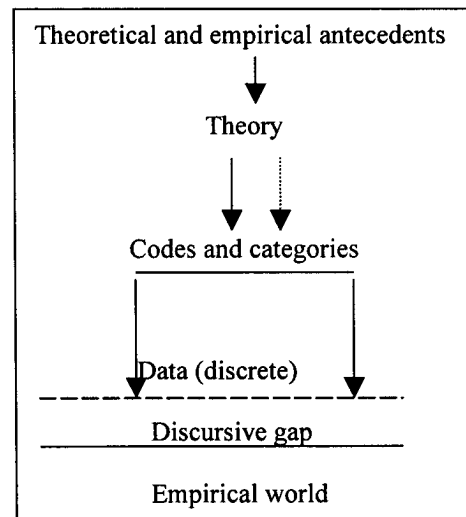 Theoretical and empirical antecedents
Theory
Codes and categories
Data (discrete)
Discursive gap
Empirical world